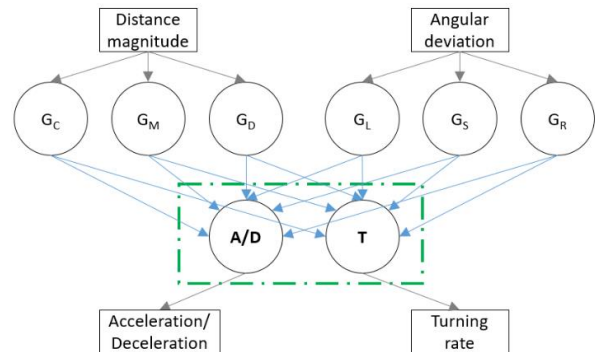 Distance
magnitude
Angular
deviation
G_C
G_M
G_D
G_L
G_S
G_R
A/D
T
Acceleration/
Deceleration
Turning
rate